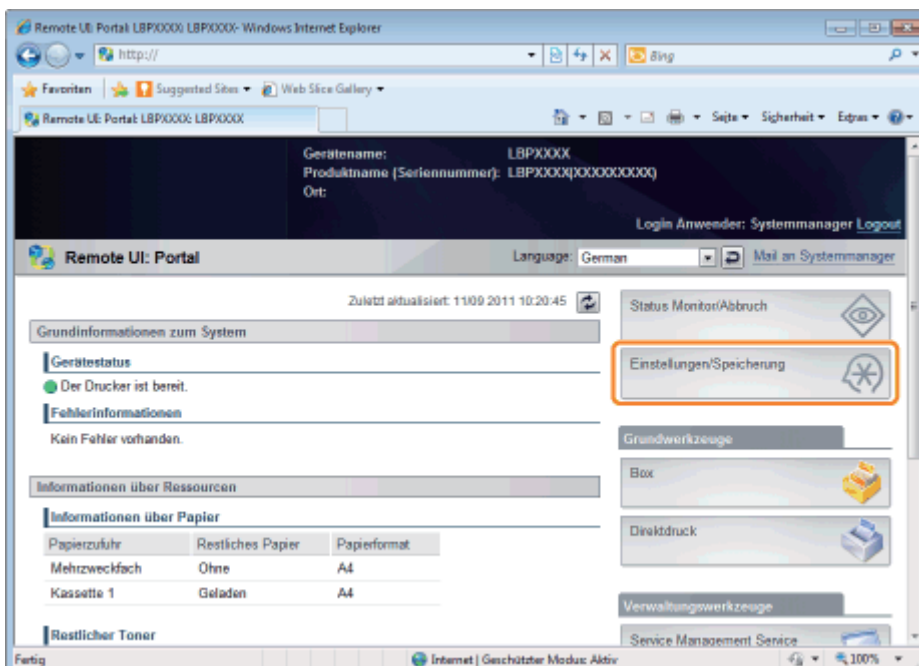 Remote UI: Portal: LBPXXXX: LBPXXXX- Windows Internet Explorer
http://
Bing
Favoriten
Suggested Sites
Web Slice Gallery
Remote UI: Portal: LBPXXXX: LBPXXXX
Seite
Sicherheit
Extras
Gerätename: LBPXXXX
Produktname (Seriennummer): LBPXXXX(XXXXXXXXX)
Ort:
Login Anwender: Systemmanager Logout
Remote UI: Portal
Language: German
Mail an Systemmanager
Zuletzt aktualisiert: 11/09 2011 10:20:45
Grundinformationen zum System
Gerätestatus
Der Drucker ist bereit.
Fehlerinformationen
Kein Fehler vorhanden.
Informationen über Ressourcen
Informationen über Papier
Papierzufuhr Restliches Papier Papierformat
Mehrzweckfach Ohne A4
Kassette 1 Geladen A4
Restlicher Toner
Status Monitor/Abbruch
Einstellungen/Speicherung
Grundwerkzeuge
Box
Direktdruck
Verwaltungswerkzeuge
Service Management Service
Fertig
Internet | Geschützter Modus: Aktiv
100%